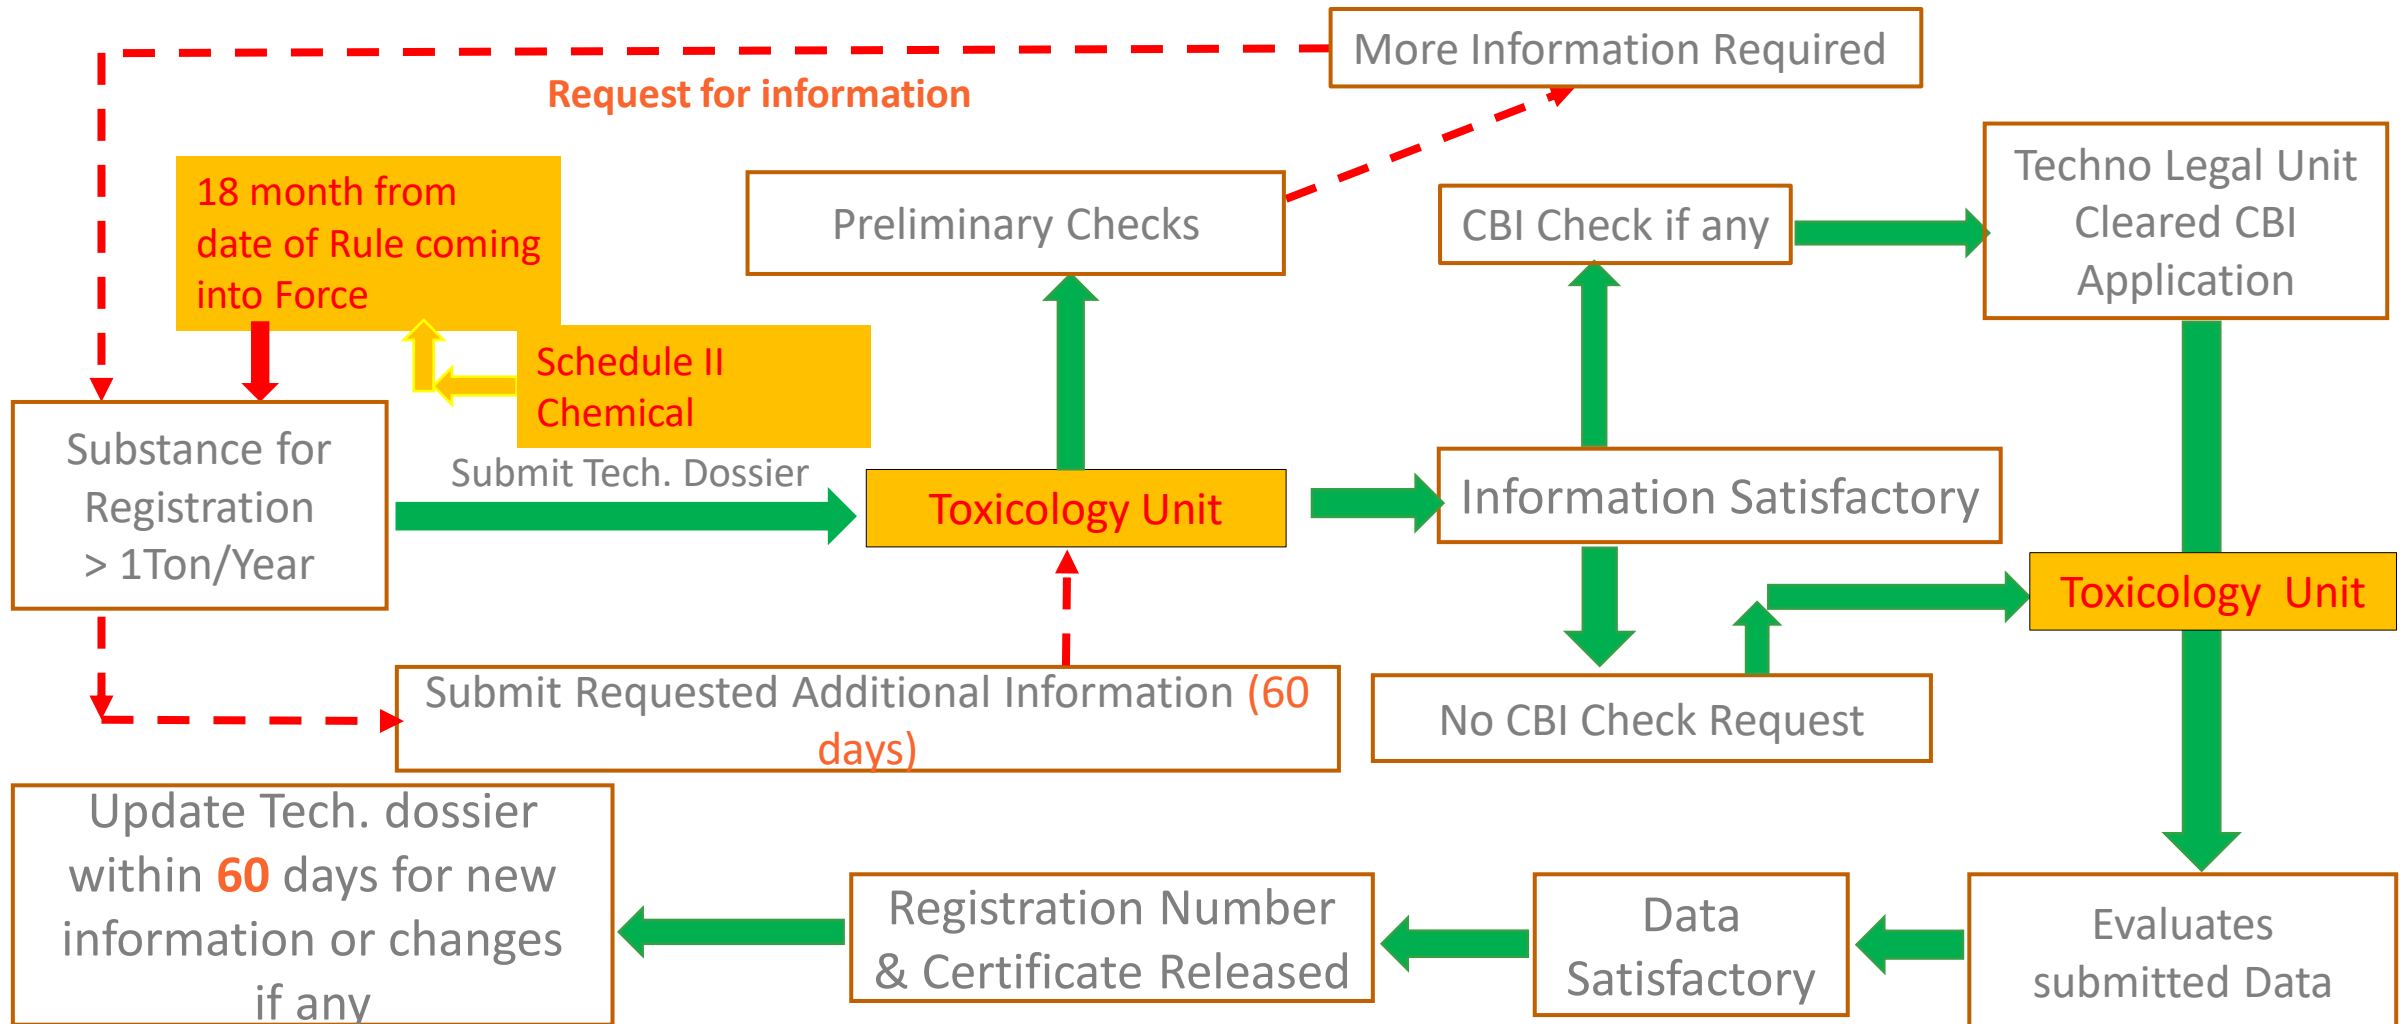 More Information Required
Request for information
Techno Legal Unit
Cleared CBI
Application
18 month from
date of Rule coming
into Force
Preliminary Checks
CBI Check if any
Schedule II
Chemical
Substance for
Registration
> 1Ton/Year
Submit Tech. Dossier
Toxicology Unit
Information Satisfactory
Toxicology Unit
Submit Requested Additional Information (60
days)
No CBI Check Request
Update Tech. dossier
within 60 days for new
information or changes
if any
Registration Number
& Certificate Released
Data
Satisfactory
Evaluates
submitted Data